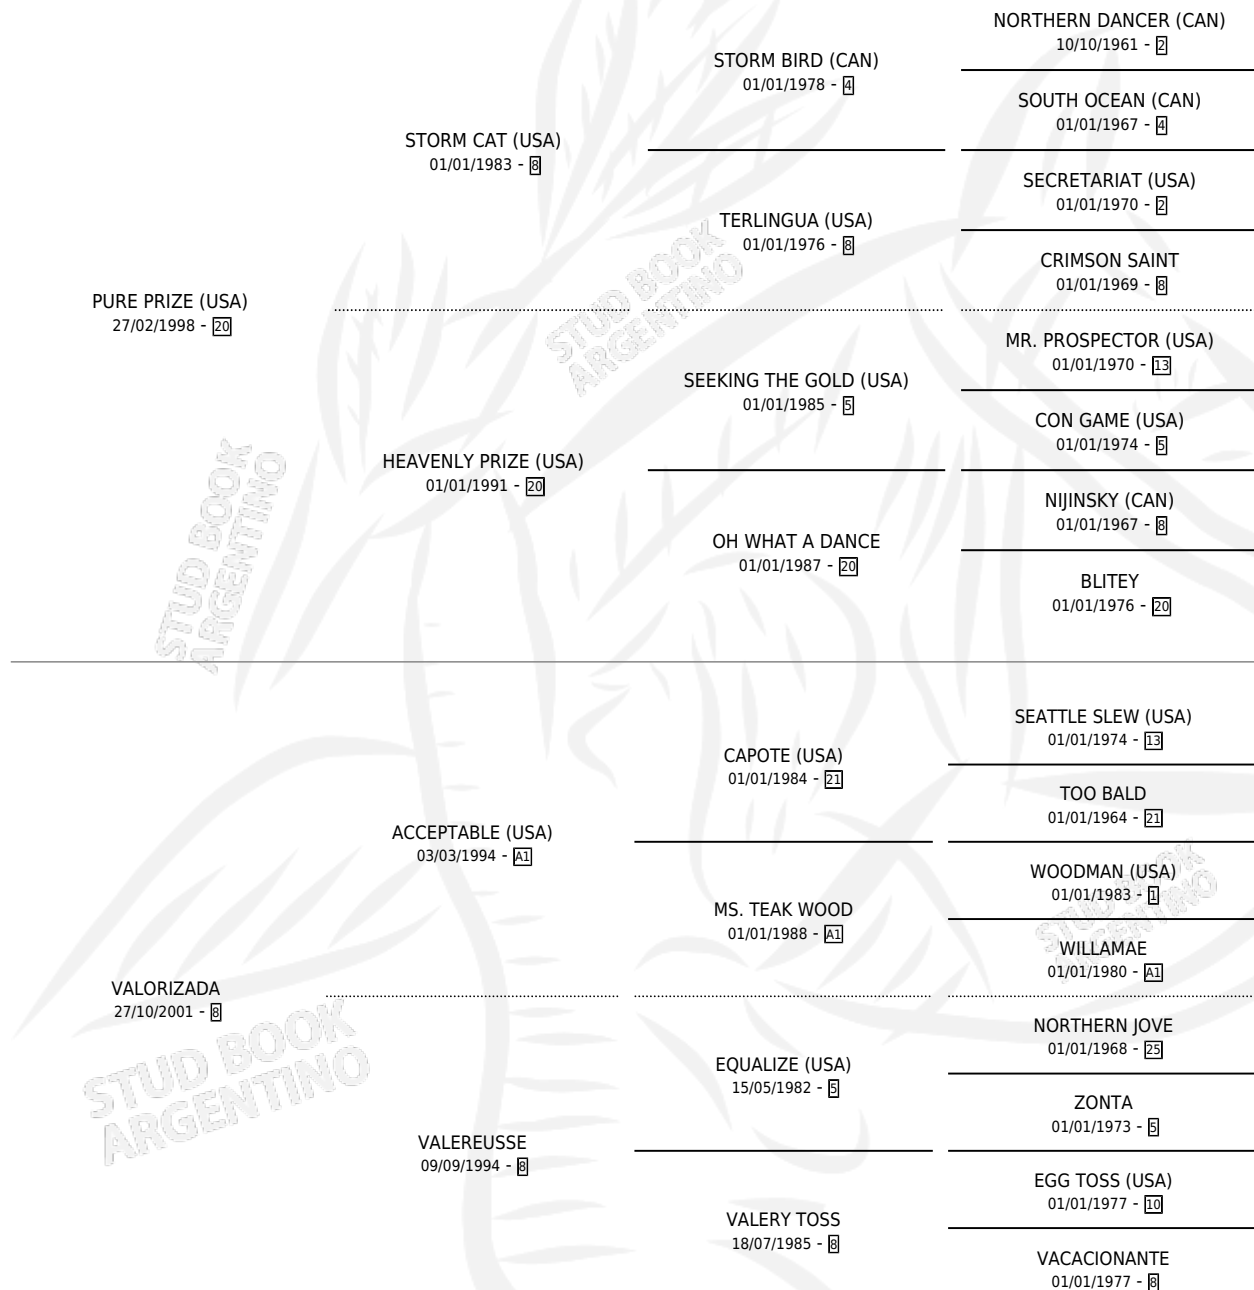 NORTHERN DANCER (CAN)
10/10/1961 - 2
STORM BIRD (CAN)
01/01/1978 - 4
SOUTH OCEAN (CAN)
01/01/1967 - 4
STORM CAT (USA)
01/01/1983 - 8
SECRETARIAT (USA)
01/01/1970 - 2
TERLINGUA (USA)
01/01/1976 - 8
CRIMSON SAINT
01/01/1969 - 8
PURE PRIZE (USA)
27/02/1998 - 20
MR. PROSPECTOR (USA)
01/01/1970 - 13
SEEKING THE GOLD (USA)
01/01/1985 - 5
CON GAME (USA)
01/01/1974 - 5
HEAVENLY PRIZE (USA)
01/01/1991 - 20
NIJINSKY (CAN)
01/01/1967 - 8
OH WHAT A DANCE
01/01/1987 - 20
BLITEY
01/01/1976 - 20
SEATTLE SLEW (USA)
01/01/1974 - 13
CAPOTE (USA)
01/01/1984 - 21
TOO BALD
01/01/1964 - 21
ACCEPTABLE (USA)
03/03/1994 - A1
WOODMAN (USA)
01/01/1983 - 1
MS. TEAK WOOD
01/01/1988 - A1
WILLAMAE
01/01/1980 - A1
VALORIZADA
27/10/2001 - 8
NORTHERN JOVE
01/01/1968 - 25
EQUALIZE (USA)
15/05/1982 - 5
ZONTA
01/01/1973 - 5
VALEREUSSE
09/09/1994 - 8
EGG TOSS (USA)
01/01/1977 - 10
VALERY TOSS
18/07/1985 - 8
VACACIONANTE
01/01/1977 - 8
STUD BOOK
ARGENTINO
STUD BOOK
ARGENTINO
STUD BOOK
ARGENTINO
STUD BOOK
ARGENTINO